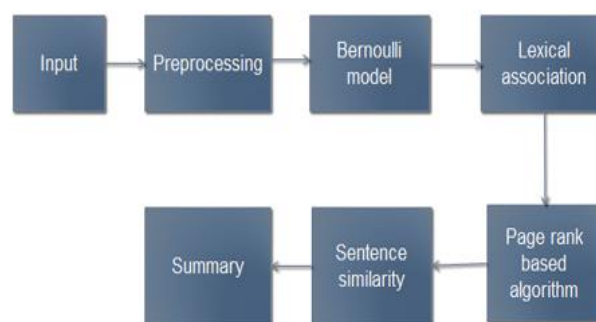 Input
Preprocessing
Bernoulli
model
Lexical
association
Page rank
based
algorithm
Sentence
similarity
Summary